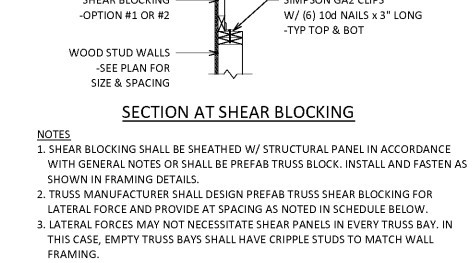 SHEAR BLOCKING
-OPTION #1 OR #2
SIMPSON GA2 CLIPS
W/ (6) 10d NAILS x 3" LONG
-TYP TOP & BOT
WOOD STUD WALLS
-SEE PLAN FOR
SIZE & SPACING
SECTION AT SHEAR BLOCKING
NOTES
1. SHEAR BLOCKING SHALL BE SHEATHED W/ STRUCTURAL PANEL IN ACCORDANCE
WITH GENERAL NOTES OR SHALL BE PREFAB TRUSS BLOCK. INSTALL AND FASTEN AS
SHOWN IN FRAMING DETAILS.
2. TRUSS MANUFACTURER SHALL DESIGN PREFAB TRUSS SHEAR BLOCKING FOR
LATERAL FORCE AND PROVIDE AT SPACING AS NOTED IN SCHEDULE BELOW.
3. LATERAL FORCES MAY NOT NECESSITATE SHEAR PANELS IN EVERY TRUSS BAY. IN
THIS CASE, EMPTY TRUSS BAYS SHALL HAVE CRIPPLE STUDS TO MATCH WALL
FRAMING.